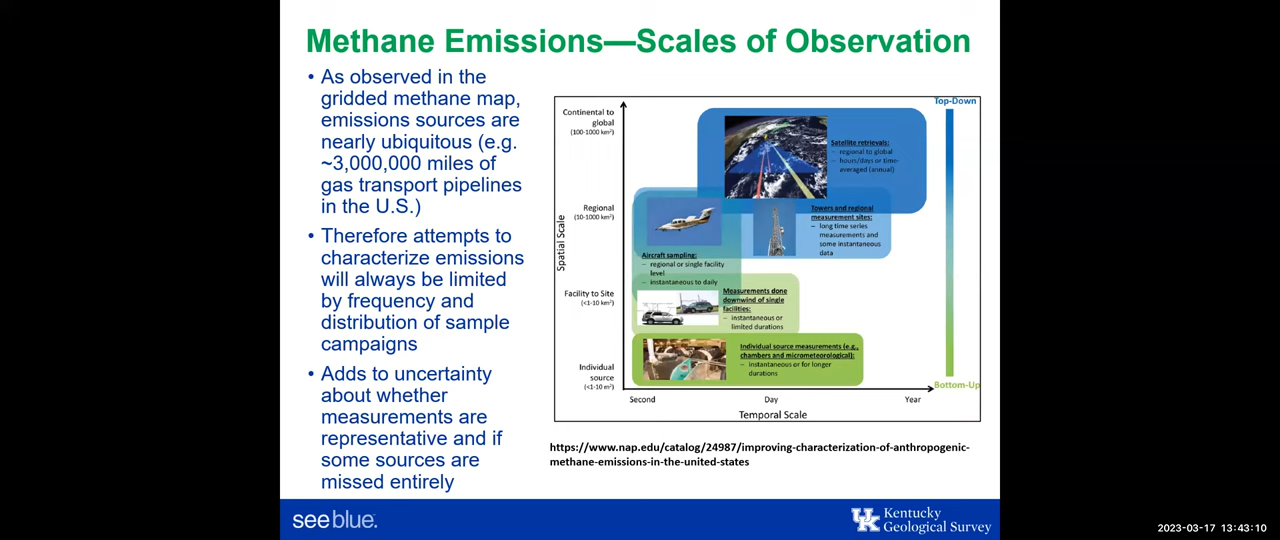 Methane Emissions—Scales of Observation
• As observed in the
gridded methane map,
emissions sources are
nearly ubiquitous (e.g.
~3,000,000 miles of
gas transport pipelines
in the U.S.)
• Therefore attempts to
characterize emissions
will always be limited
by frequency and
distribution of sample
campaigns
• Adds to uncertainty
about whether
measurements are
representative and if
some sources are
missed entirely
Top-Down
Continental to
global
(100-1000 km²)
Satellite retrievals:
– regional to global
– hours/days or time-
averaged (annual)
Regional
(10-1000 km²)
Towers and regional
measurement sites:
– long time series
measurements and
some instantaneous
data
Spatial Scale
Aircraft sampling:
– regional or single facility
level
– instantaneous to daily
Facility to Site
(<1-10 km²)
Measurements done
downwind of single
facilities:
– instantaneous or
limited durations
Individual source measurements (e.g.,
chambers and micrometeorological):
– instantaneous or for longer
durations
Individual
source
(<1-10 m²)
Bottom-Up
Second
Day
Year
Temporal Scale
https://www.nap.edu/catalog/24987/improving-characterization-of-anthropogenic-
methane-emissions-in-the-united-states
see blue.
UK
Kentucky
Geological Survey
2023-03-17 13:43:10